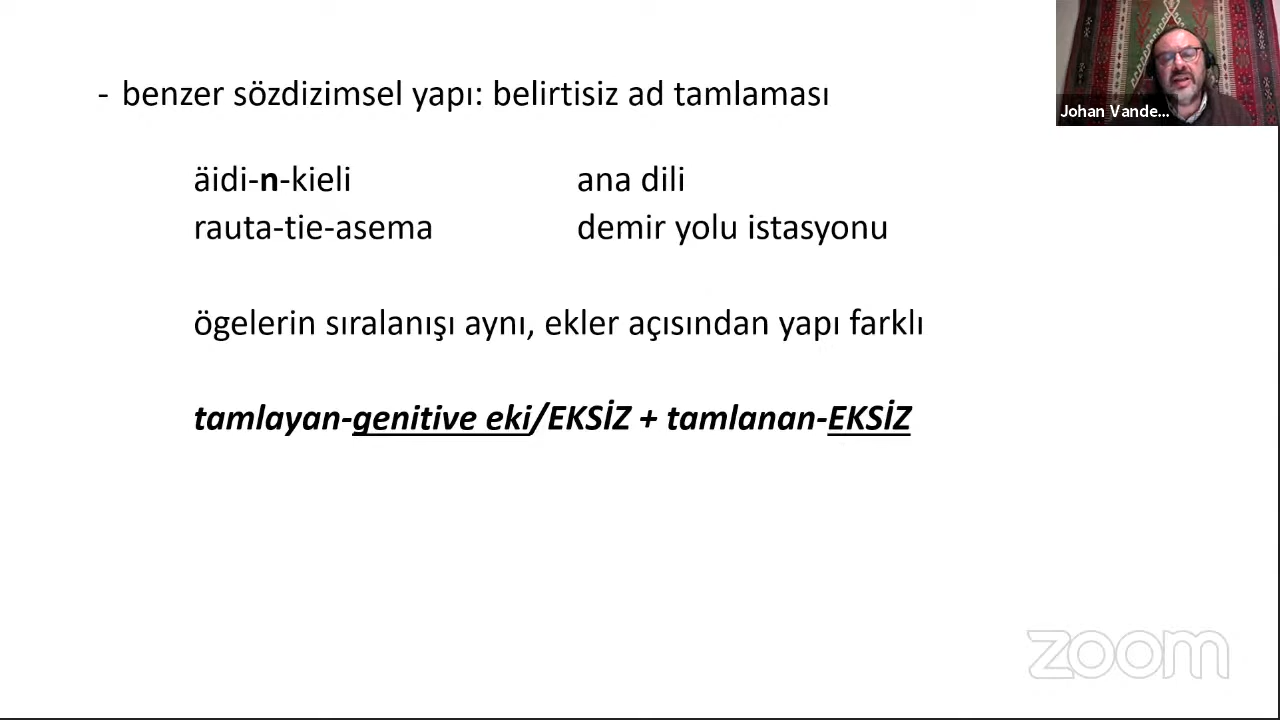 - benzer sözdizimsel yapı: belirtisiz ad tamlaması
Johan Vande...
äidi-n-kieli ana dili
rauta-tie-asema demir yolu istasyonu
ögelerin sıralanışı aynı, ekler açısından yapı farklı
tamlayan-genitive eki/EKSİZ + tamlanan-EKSİZ
zoom